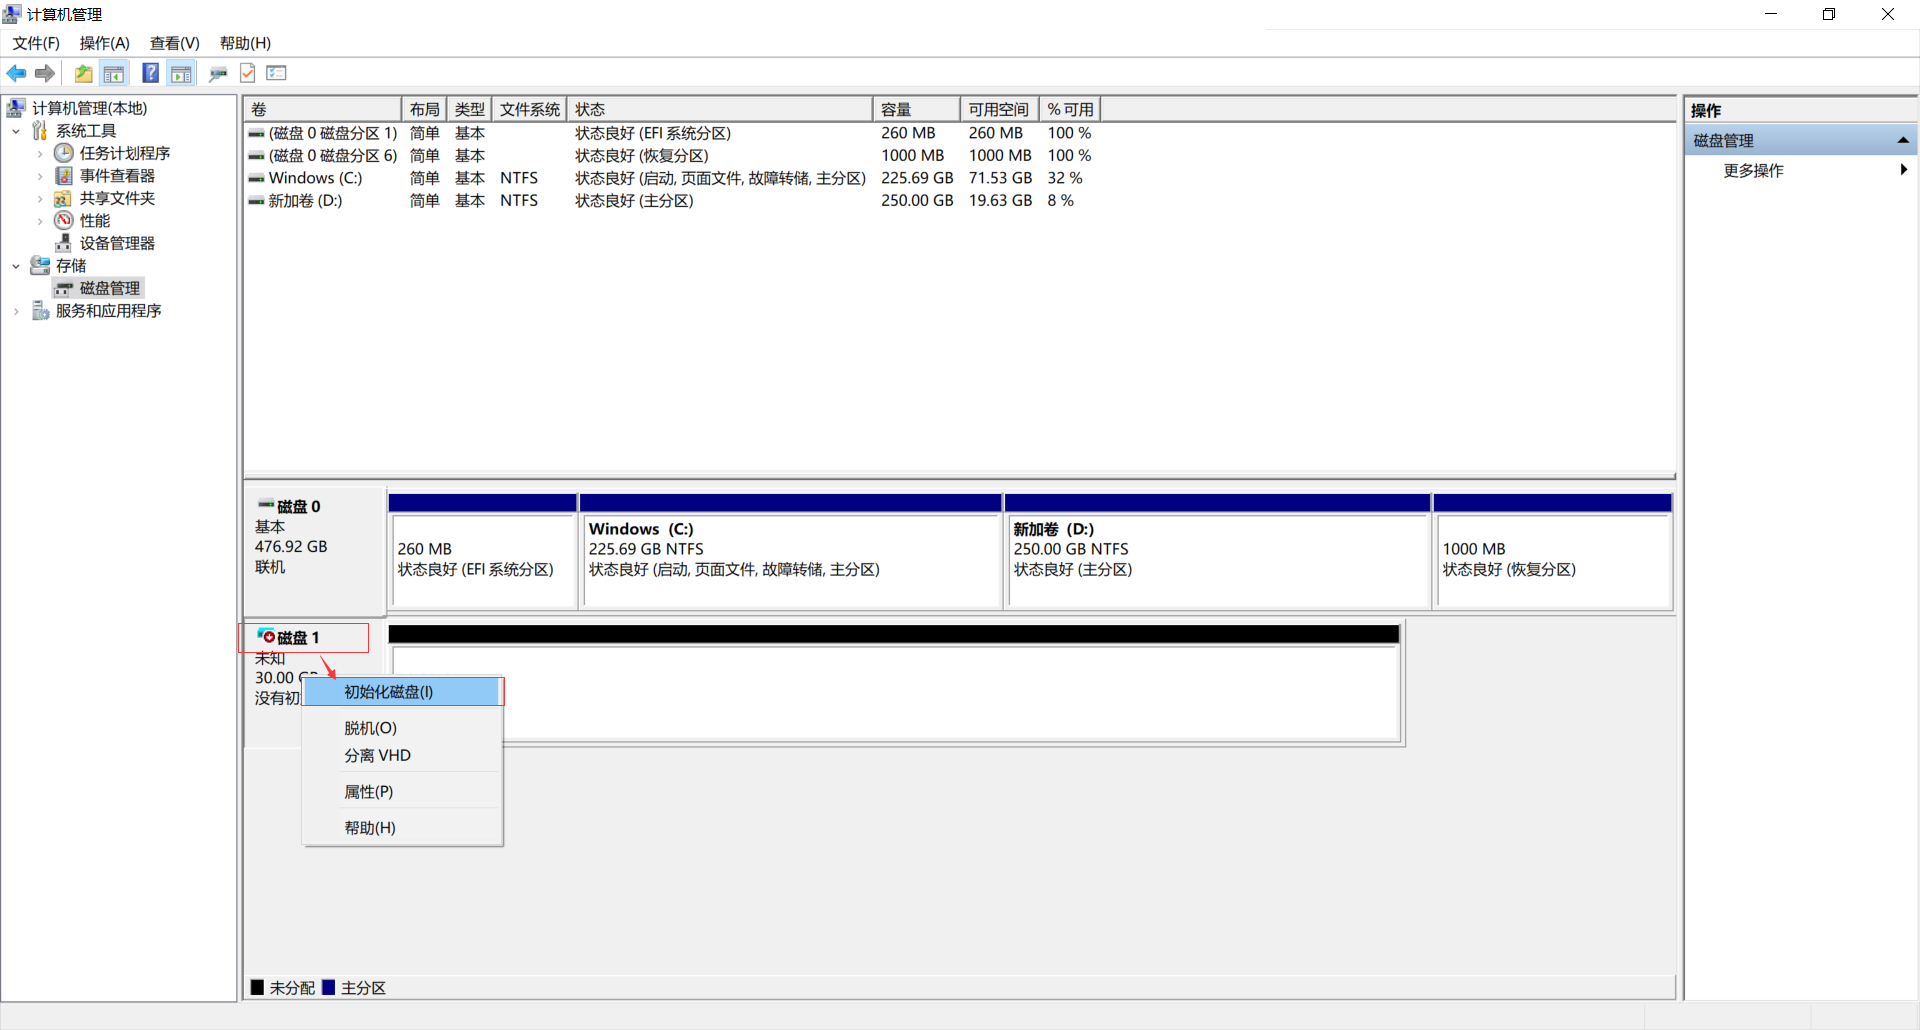 计算机管理
文件(F) 操作(A) 查看(V) 帮助(H)
计算机管理(本地)
系统工具
任务计划程序
事件查看器
共享文件夹
性能
设备管理器
存储
磁盘管理
服务和应用程序
卷 布局 类型 文件系统 状态 容量 可用空间 % 可用
(磁盘 0 磁盘分区 1) 简单 基本 状态良好 (EFI 系统分区) 260 MB 260 MB 100 %
(磁盘 0 磁盘分区 6) 简单 基本 状态良好 (恢复分区) 1000 MB 1000 MB 100 %
Windows (C:) 简单 基本 NTFS 状态良好 (启动, 页面文件, 故障转储, 主分区) 225.69 GB 71.53 GB 32 %
新加卷 (D:) 简单 基本 NTFS 状态良好 (主分区) 250.00 GB 19.63 GB 8 %
磁盘 0
基本
476.92 GB
联机
260 MB
状态良好 (EFI 系统分区)
Windows (C:)
225.69 GB NTFS
状态良好 (启动, 页面文件, 故障转储, 主分区)
新加卷 (D:)
250.00 GB NTFS
状态良好 (主分区)
1000 MB
状态良好 (恢复分区)
磁盘 1
未知
30.00
没有初
初始化磁盘(I)
脱机(O)
分离 VHD
属性(P)
帮助(H)
未分配 主分区
操作
磁盘管理
更多操作